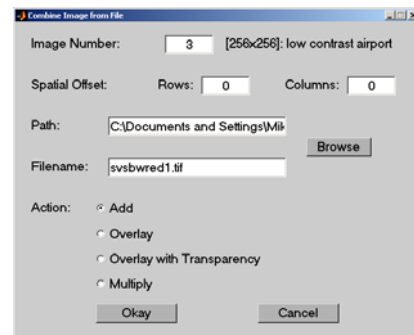 Combine Image from File
Image Number: 3 [256x256]: low contrast airport
Spatial Offset: Rows: 0 Columns: 0
Path: C:\Documents and Settings\Mik
Browse
Filename: svsbwred1.tif
Action: Add
Overlay
Overlay with Transparency
Multiply
Okay Cancel